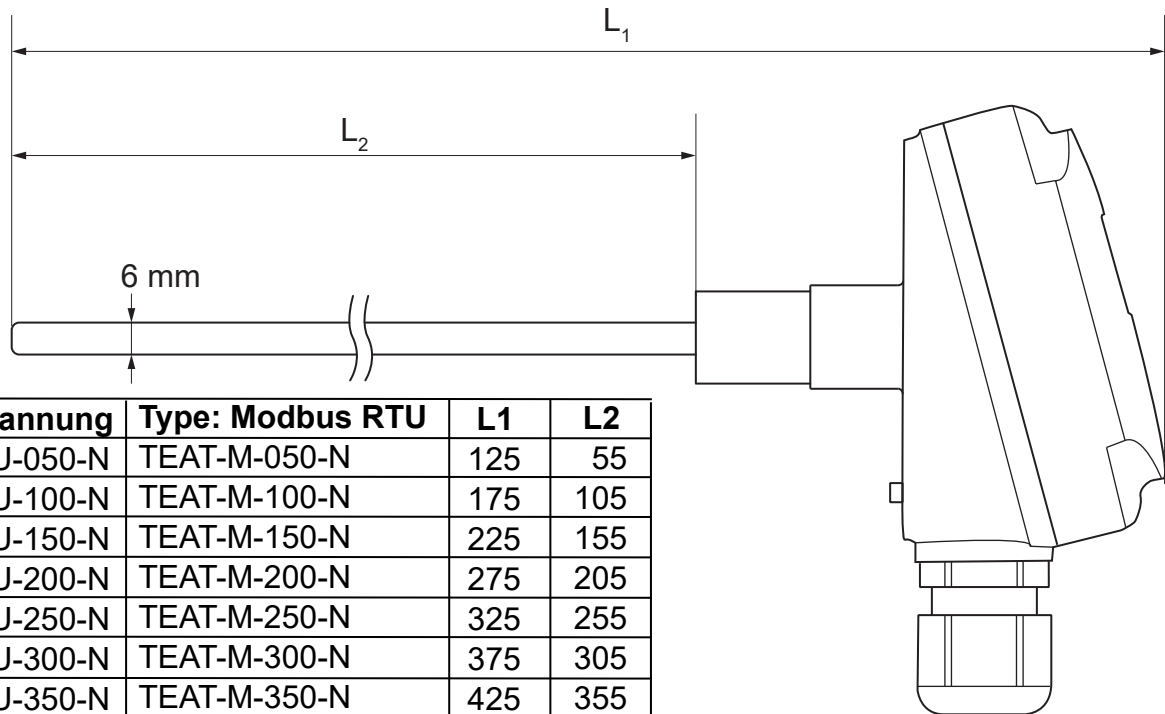 L1
L2
6 mm
annung Type: Modbus RTU L1 L2
U-050-N TEAT-M-050-N 125 55
U-100-N TEAT-M-100-N 175 105
U-150-N TEAT-M-150-N 225 155
U-200-N TEAT-M-200-N 275 205
U-250-N TEAT-M-250-N 325 255
U-300-N TEAT-M-300-N 375 305
U-350-N TEAT-M-350-N 425 355